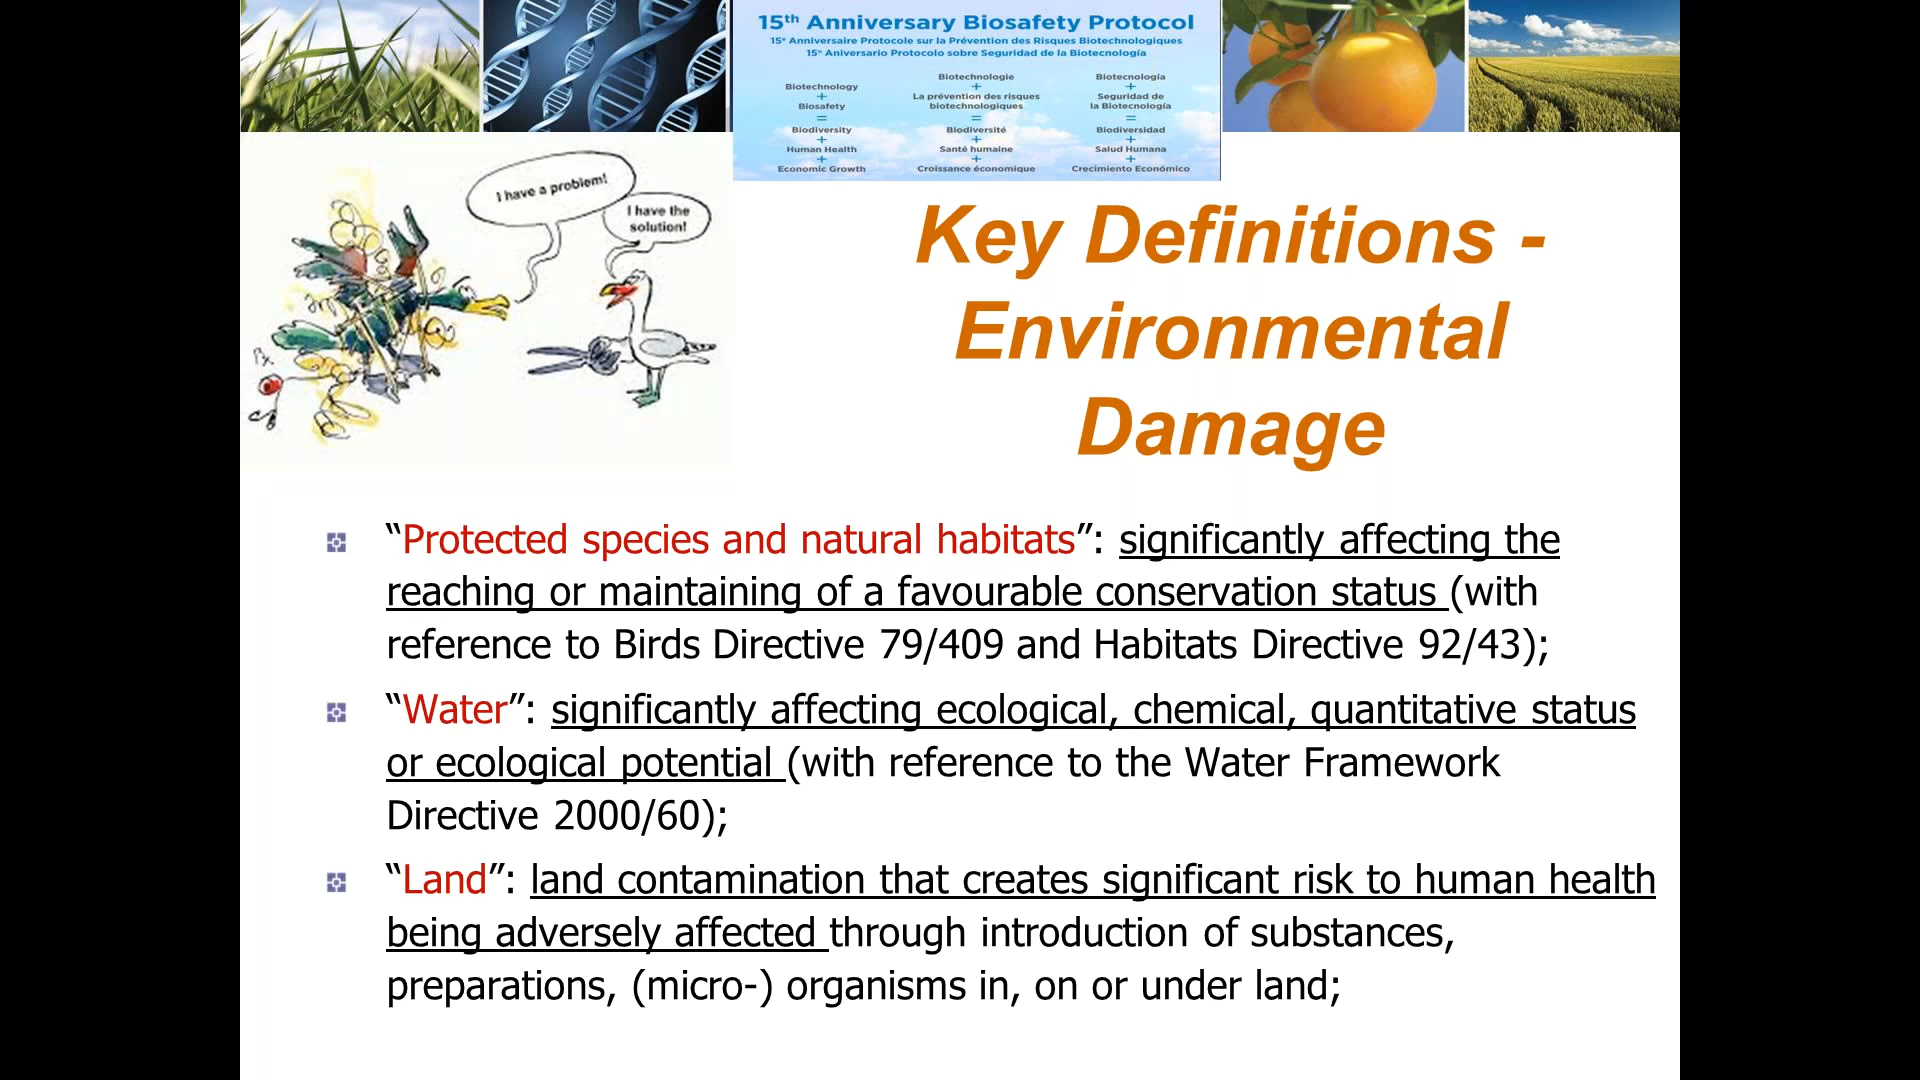 15th Anniversary Biosafety Protocol
15e Anniversaire Protocole sur la Prévention des Risques Biotechnologiques
15o Aniversario Protocolo sobre Seguridad de la Biotecnología
Biotechnology
+
Biosafety
=
Biodiversity
+
Human Health
+
Economic Growth
Biotechnologie
+
La prévention des risques
biotechnologiques
=
Biodiversité
+
Santé humaine
+
Croissance économique
Biotecnología
+
Seguridad de
la Biotecnología
=
Biodiversidad
+
Salud Humana
+
Crecimiento Económico
I have a problem!
I have the
solution!
Key Definitions -
Environmental
Damage
“Protected species and natural habitats”: significantly affecting the
reaching or maintaining of a favourable conservation status (with
reference to Birds Directive 79/409 and Habitats Directive 92/43);
“Water”: significantly affecting ecological, chemical, quantitative status
or ecological potential (with reference to the Water Framework
Directive 2000/60);
“Land”: land contamination that creates significant risk to human health
being adversely affected through introduction of substances,
preparations, (micro-) organisms in, on or under land;